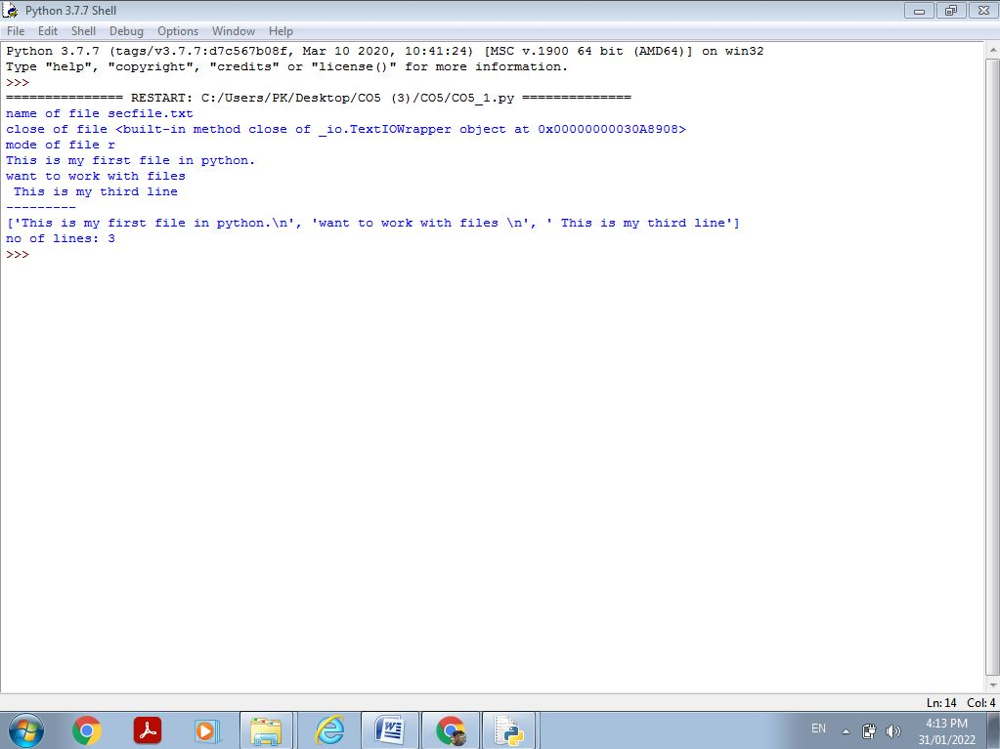 Python 3.7.7 Shell
File Edit Shell Debug Options Window Help
Python 3.7.7 (tags/v3.7.7:d7c567b08f, Mar 10 2020, 10:41:24) [MSC v.1900 64 bit (AMD64)] on win32
Type "help", "copyright", "credits" or "license()" for more information.
>>>
=============== RESTART: C:/Users/PK/Desktop/CO5 (3)/CO5/CO5_1.py ==============
name of file secfile.txt
close of file <built-in method close of _io.TextIOWrapper object at 0x00000000030A8908>
mode of file r
This is my first file in python.
want to work with files
 This is my third line
---------
['This is my first file in python.\n', 'want to work with files \n', ' This is my third line']
no of lines: 3
>>>
Ln: 14 Col: 4
EN
4:13 PM
31/01/2022